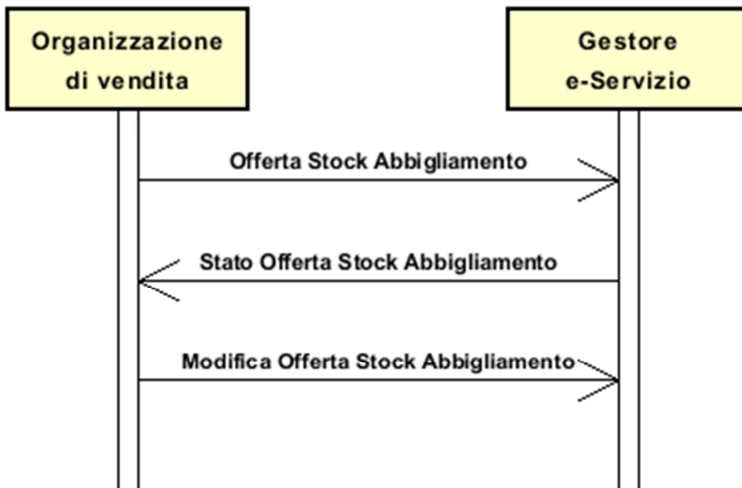 Organizzazione
di vendita
Gestore
e-Servizio
Offerta Stock Abbigliamento
Stato Offerta Stock Abbigliamento
Modifica Offerta Stock Abbigliamento